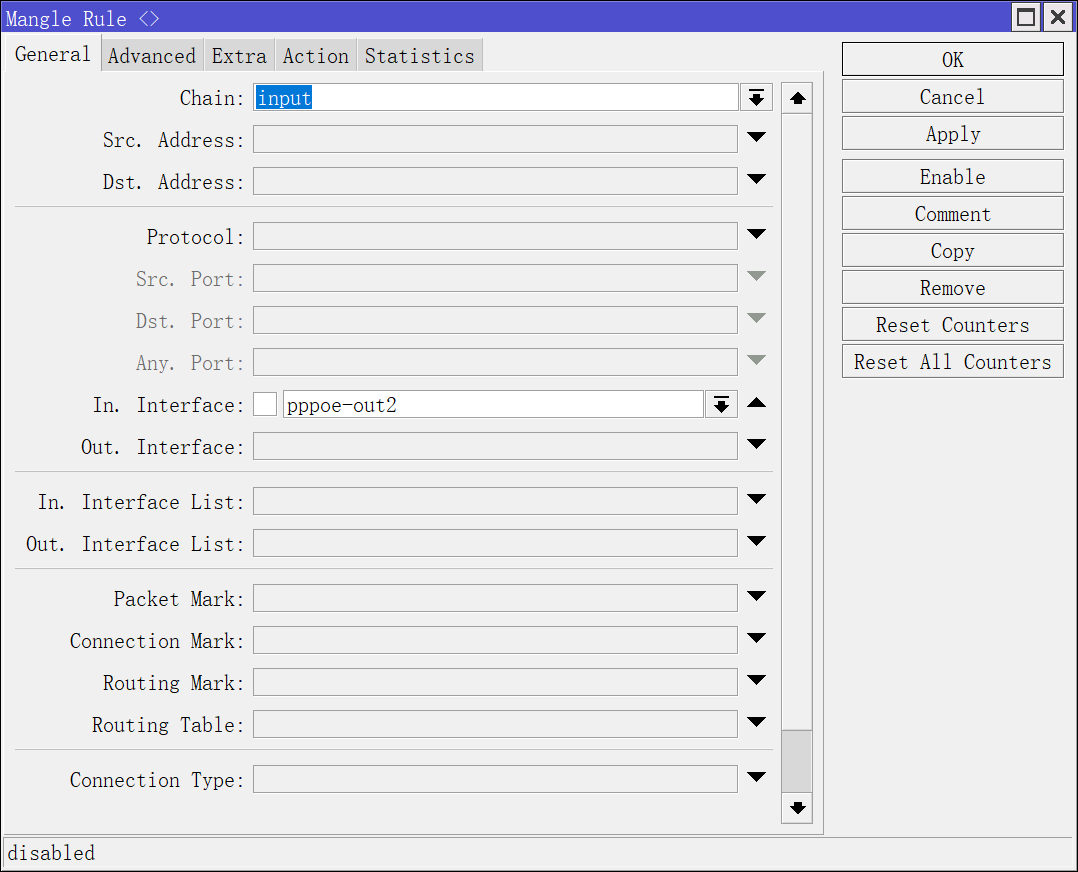 Mangle Rule <>
General Advanced Extra Action Statistics
Chain: input
Src. Address:
Dst. Address:
Protocol:
Src. Port:
Dst. Port:
Any. Port:
In. Interface: pppoe-out2
Out. Interface:
In. Interface List:
Out. Interface List:
Packet Mark:
Connection Mark:
Routing Mark:
Routing Table:
Connection Type:
OK
Cancel
Apply
Enable
Comment
Copy
Remove
Reset Counters
Reset All Counters
disabled